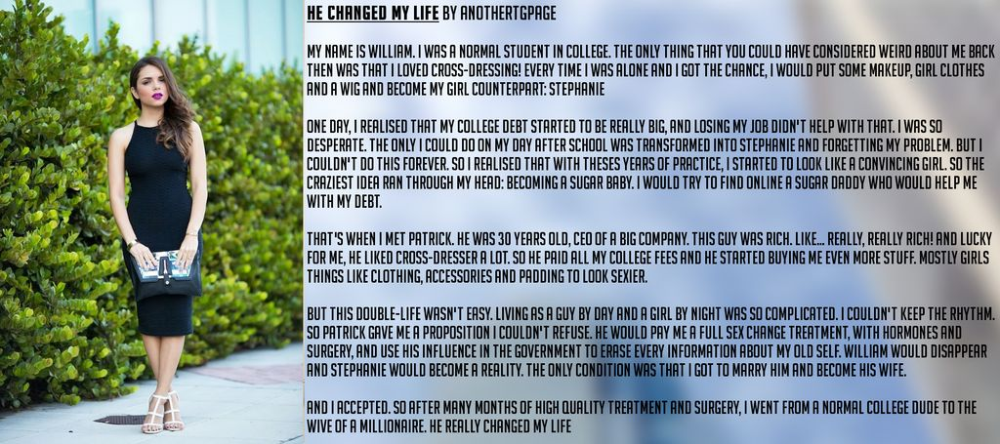 HE CHANGED MY LIFE BY ANOTHERTGPAGE
MY NAME IS WILLIAM. I WAS A NORMAL STUDENT IN COLLEGE. THE ONLY THING THAT YOU COULD HAVE CONSIDERED WEIRD ABOUT ME BACK
THEN WAS THAT I LOVED CROSS-DRESSING! EVERY TIME I WAS ALONE AND I GOT THE CHANCE, I WOULD PUT SOME MAKEUP, GIRL CLOTHES
AND A WIG AND BECOME MY GIRL COUNTERPART: STEPHANIE
ONE DAY, I REALISED THAT MY COLLEGE DEBT STARTED TO BE REALLY BIG, AND LOSING MY JOB DIDN'T HELP WITH THAT. I WAS SO
DESPERATE. THE ONLY I COULD DO ON MY DAY AFTER SCHOOL WAS TRANSFORMED INTO STEPHANIE AND FORGETTING MY PROBLEM. BUT I
COULDN'T DO THIS FOREVER. SO I REALISED THAT WITH THESES YEARS OF PRACTICE, I STARTED TO LOOK LIKE A CONVINCING GIRL. SO THE
CRAZIEST IDEA RAN THROUGH MY HEAD: BECOMING A SUGAR BABY. I WOULD TRY TO FIND ONLINE A SUGAR DADDY WHO WOULD HELP ME
WITH MY DEBT.
THAT'S WHEN I MET PATRICK. HE WAS 30 YEARS OLD, CEO OF A BIG COMPANY. THIS GUY WAS RICH. LIKE... REALLY, REALLY RICH! AND LUCKY
FOR ME, HE LIKED CROSS-DRESSER A LOT. SO HE PAID ALL MY COLLEGE FEES AND HE STARTED BUYING ME EVEN MORE STUFF. MOSTLY GIRLS
THINGS LIKE CLOTHING, ACCESSORIES AND PADDING TO LOOK SEXIER.
BUT THIS DOUBLE-LIFE WASN'T EASY. LIVING AS A GUY BY DAY AND A GIRL BY NIGHT WAS SO COMPLICATED. I COULDN'T KEEP THE RHYTHM.
SO PATRICK GAVE ME A PROPOSITION I COULDN'T REFUSE. HE WOULD PAY ME A FULL SEX CHANGE TREATMENT, WITH HORMONES AND
SURGERY, AND USE HIS INFLUENCE IN THE GOVERNMENT TO ERASE EVERY INFORMATION ABOUT MY OLD SELF. WILLIAM WOULD DISAPPEAR
AND STEPHANIE WOULD BECOME A REALITY. THE ONLY CONDITION WAS THAT I GOT TO MARRY HIM AND BECOME HIS WIFE.
AND I ACCEPTED. SO AFTER MANY MONTHS OF HIGH QUALITY TREATMENT AND SURGERY, I WENT FROM A NORMAL COLLEGE DUDE TO THE
WIVE OF A MILLIONAIRE. HE REALLY CHANGED MY LIFE